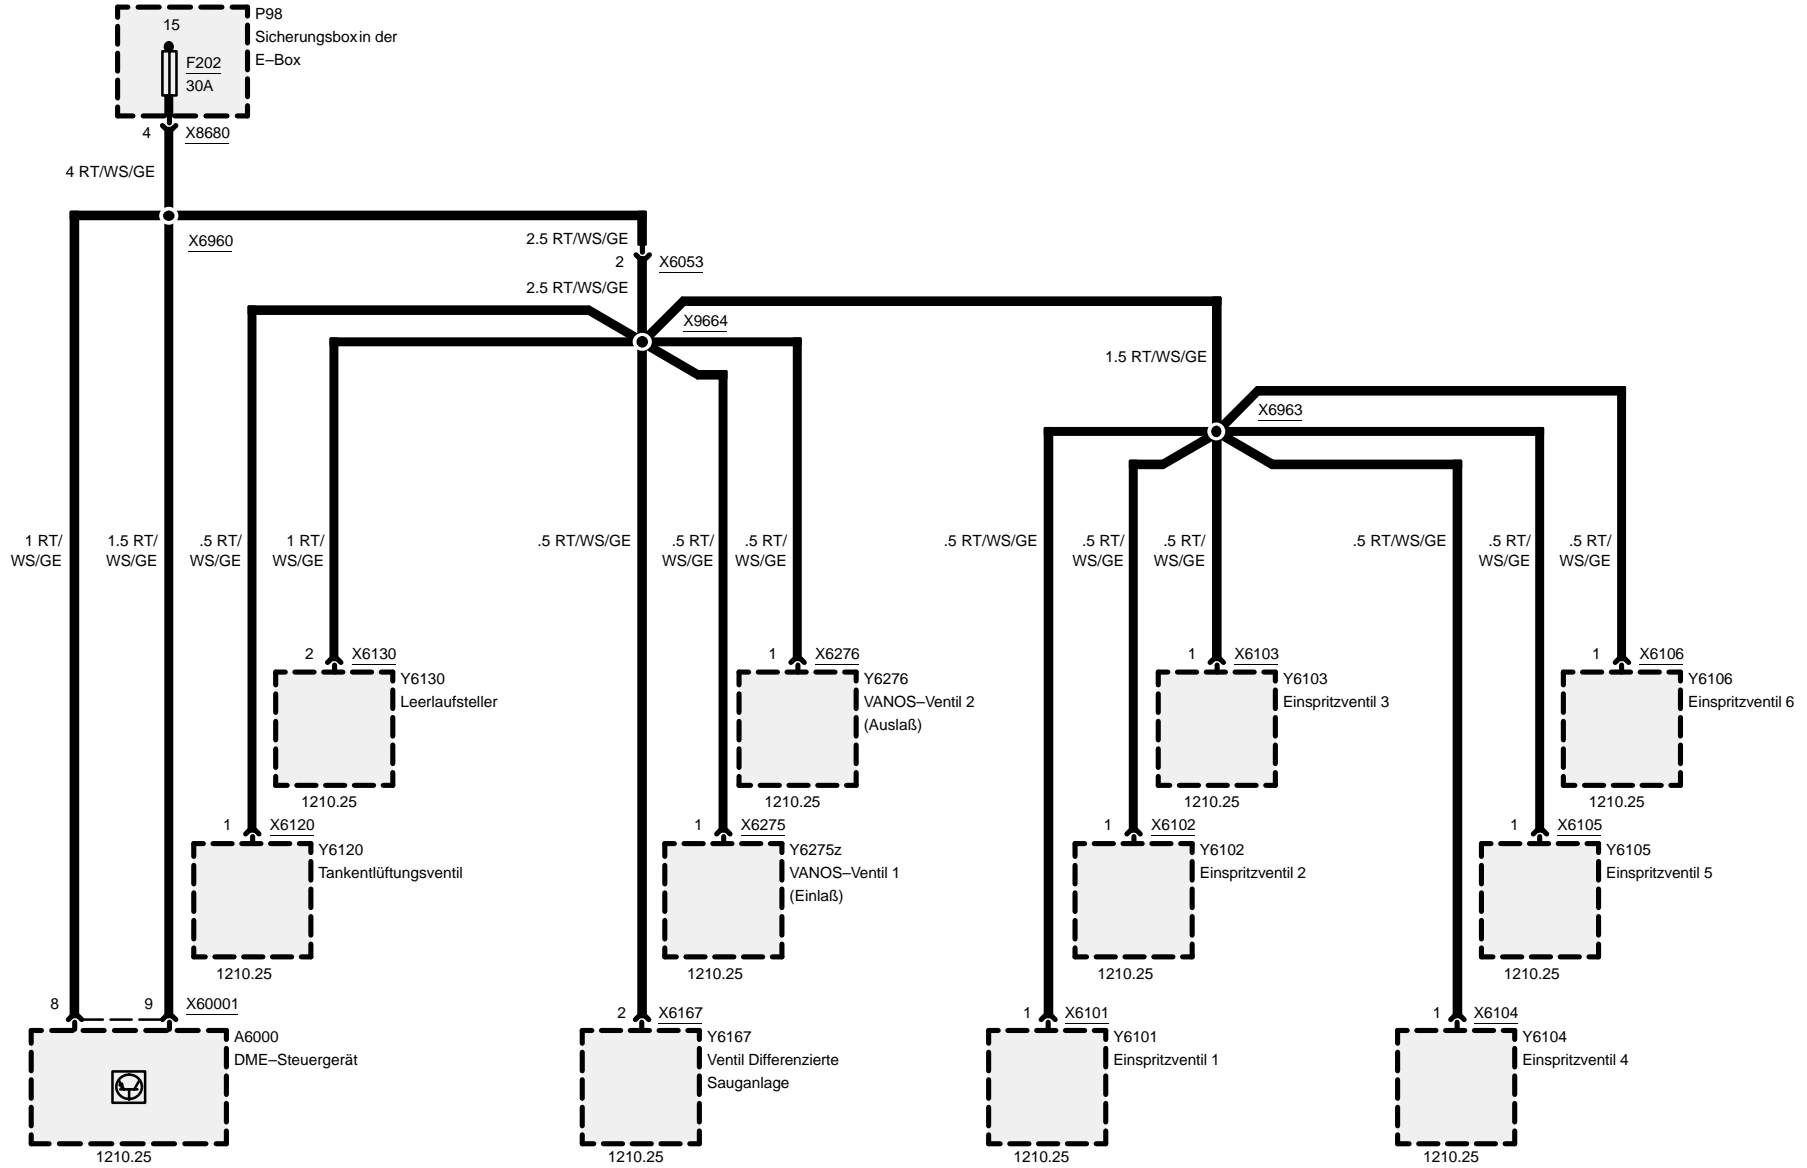 P98
15
Sicherungsbox in der
E–Box
F202
30A
4
X8680
4 RT/WS/GE
X6960
2.5 RT/WS/GE
2
X6053
2.5 RT/WS/GE
X9664
1.5 RT/WS/GE
X6963
1 RT/
WS/GE
1.5 RT/
WS/GE
.5 RT/
WS/GE
1 RT/
WS/GE
.5 RT/WS/GE
.5 RT/
WS/GE
.5 RT/
WS/GE
.5 RT/WS/GE
.5 RT/
WS/GE
.5 RT/
WS/GE
.5 RT/WS/GE
.5 RT/
WS/GE
.5 RT/
WS/GE
2
X6130
Y6130
Leerlaufsteller
1210.25
1
X6276
Y6276
VANOS–Ventil 2
(Auslaß)
1210.25
1
X6103
Y6103
Einspritzventil 3
1210.25
1
X6106
Y6106
Einspritzventil 6
1210.25
1
X6120
Y6120
Tankentlüftungsventil
1210.25
1
X6275
Y6275z
VANOS–Ventil 1
(Einlaß)
1210.25
1
X6102
Y6102
Einspritzventil 2
1210.25
1
X6105
Y6105
Einspritzventil 5
1210.25
8
9
X60001
A6000
DME–Steuergerät
1210.25
2
X6167
Y6167
Ventil Differenzierte
Sauganlage
1210.25
1
X6101
Y6101
Einspritzventil 1
1210.25
1
X6104
Y6104
Einspritzventil 4
1210.25